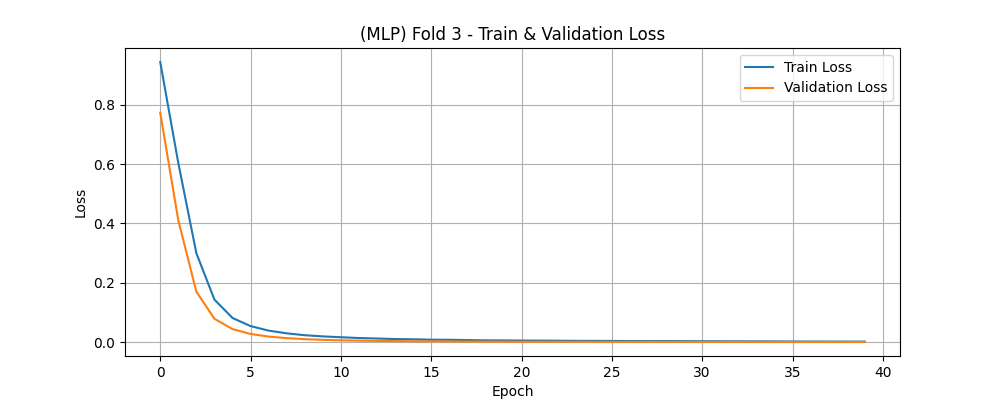 (MLP) Fold 3 - Train & Validation Loss
Train Loss
Validation Loss
Loss
0.8
0.6
0.4
0.2
0.0
0 5 10 15 20 25 30 35 40
Epoch